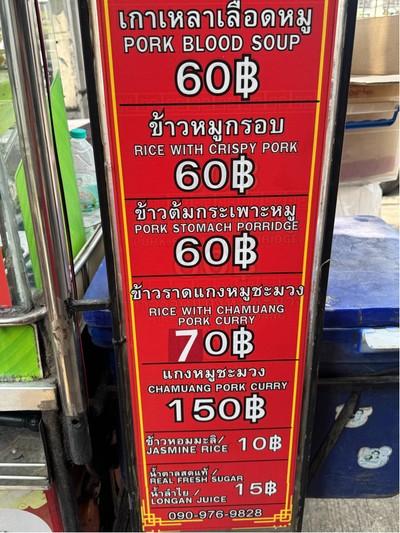 เกาเหลาเลือดหมู
PORK BLOOD SOUP
60฿
ข้าวหมูกรอบ
RICE WITH CRISPY PORK
60฿
ข้าวต้มกระเพาะหมู
PORK STOMACH PORRIDGE
60฿
ข้าวราดแกงหมูชะมวง
RICE WITH CHAMUANG
PORK CURRY
70฿
แกงหมูชะมวง
CHAMUANG PORK CURRY
150฿
ข้าวหอมมะลิ/
JASMINE RICE 10฿
น้ำตาลสดแท้/
REAL FRESH SUGAR
น้ำลำไย/
LONGAN JUICE 15฿
090-976-9828